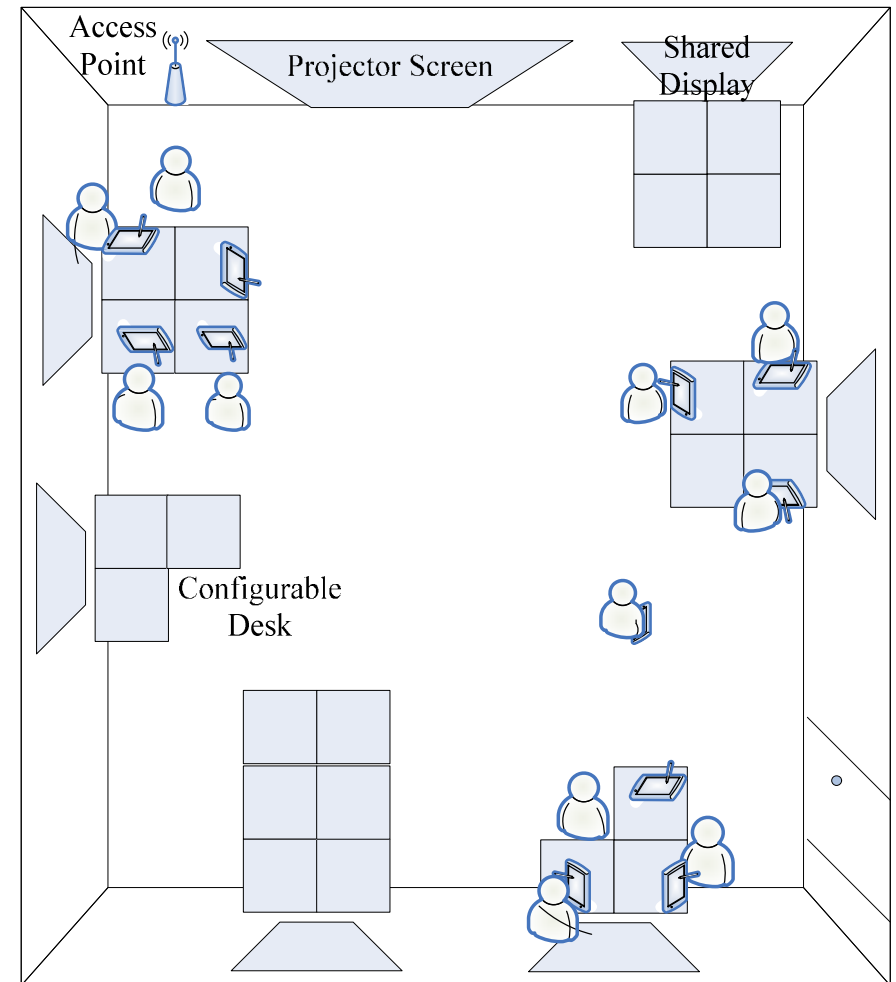 Access
Point
Projector Screen
Shared
Display
Configurable
Desk